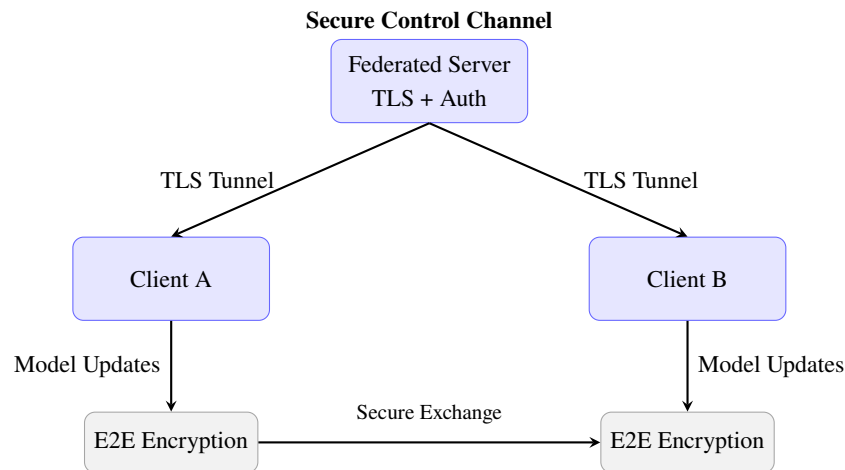 Secure Control Channel
Federated Server
TLS + Auth
TLS Tunnel
TLS Tunnel
Client A
Client B
Model Updates
Model Updates
Secure Exchange
E2E Encryption
E2E Encryption